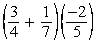 (3/4 + 1/7)(-2/5)